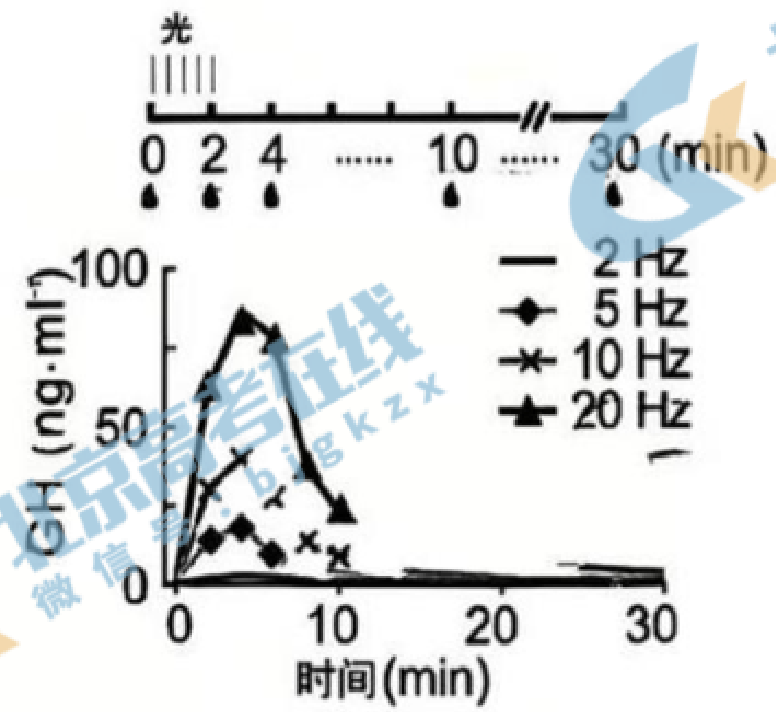 光
0 2 4 ...... 10 ...... 30 (min)
2 Hz
5 Hz
10 Hz
20 Hz
GH (ng·ml⁻¹)
100
50
0
0 10 20 30
时间(min)
北京高考在线
微信号:bjgkzx